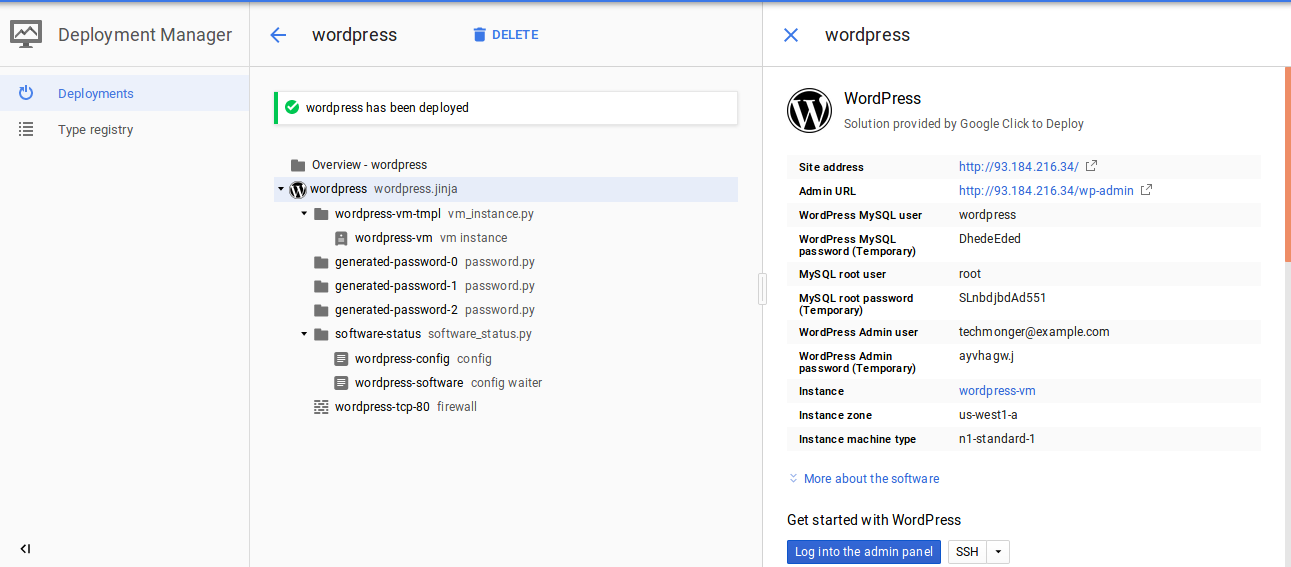 Deployment Manager
Deployments
Type registry
wordpress
DELETE
wordpress has been deployed
Overview - wordpress
wordpress wordpress.jinja
wordpress-vm-tmpl vm_instance.py
wordpress-vm vm instance
generated-password-0 password.py
generated-password-1 password.py
generated-password-2 password.py
software-status software_status.py
wordpress-config config
wordpress-software config waiter
wordpress-tcp-80 firewall
wordpress
WordPress
Solution provided by Google Click to Deploy
Site address http://93.184.216.34/
Admin URL http://93.184.216.34/wp-admin
WordPress MySQL user wordpress
WordPress MySQL DhedeEded
password (Temporary)
MySQL root user root
MySQL root password SLnbdjbdAd551
(Temporary)
WordPress Admin user techmonger@example.com
WordPress Admin ayvhagw.j
password (Temporary)
Instance wordpress-vm
Instance zone us-west1-a
Instance machine type n1-standard-1
More about the software
Get started with WordPress
Log into the admin panel SSH